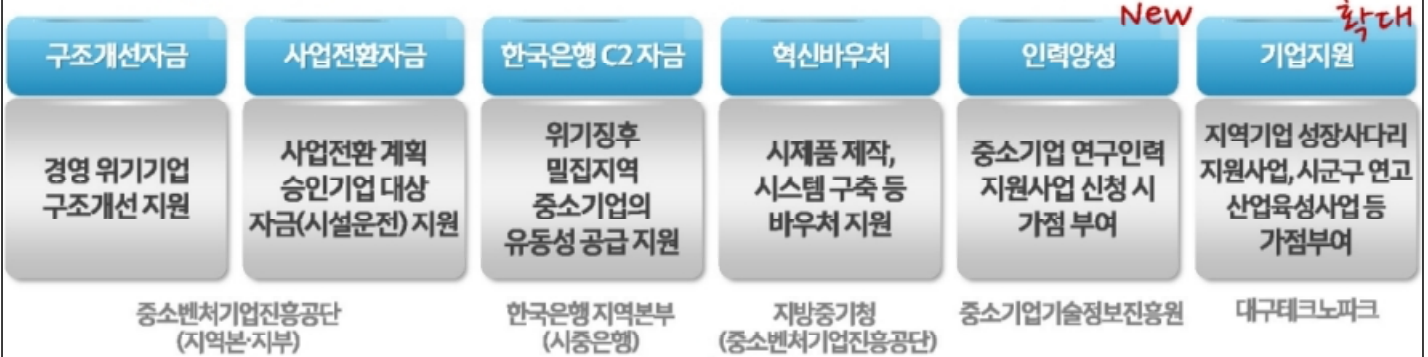 New
확대
구조개선자금
사업전환자금
한국은행 C2 자금
혁신바우처
인력양성
기업지원
경영 위기기업
구조개선 지원
사업전환 계획
승인기업 대상
자금(시설운전) 지원
위기징후
밀집지역
중소기업의
유동성 공급 지원
시제품 제작,
시스템 구축 등
바우처 지원
중소기업 연구인력
지원사업 신청 시
가점 부여
지역기업 성장사다리
지원사업, 시군구 연고
산업육성사업 등
가점부여
중소벤처기업진흥공단
(지역본·지부)
한국은행 지역본부
(시중은행)
지방중기청
(중소벤처기업진흥공단)
중소기업기술정보진흥원
대구테크노파크